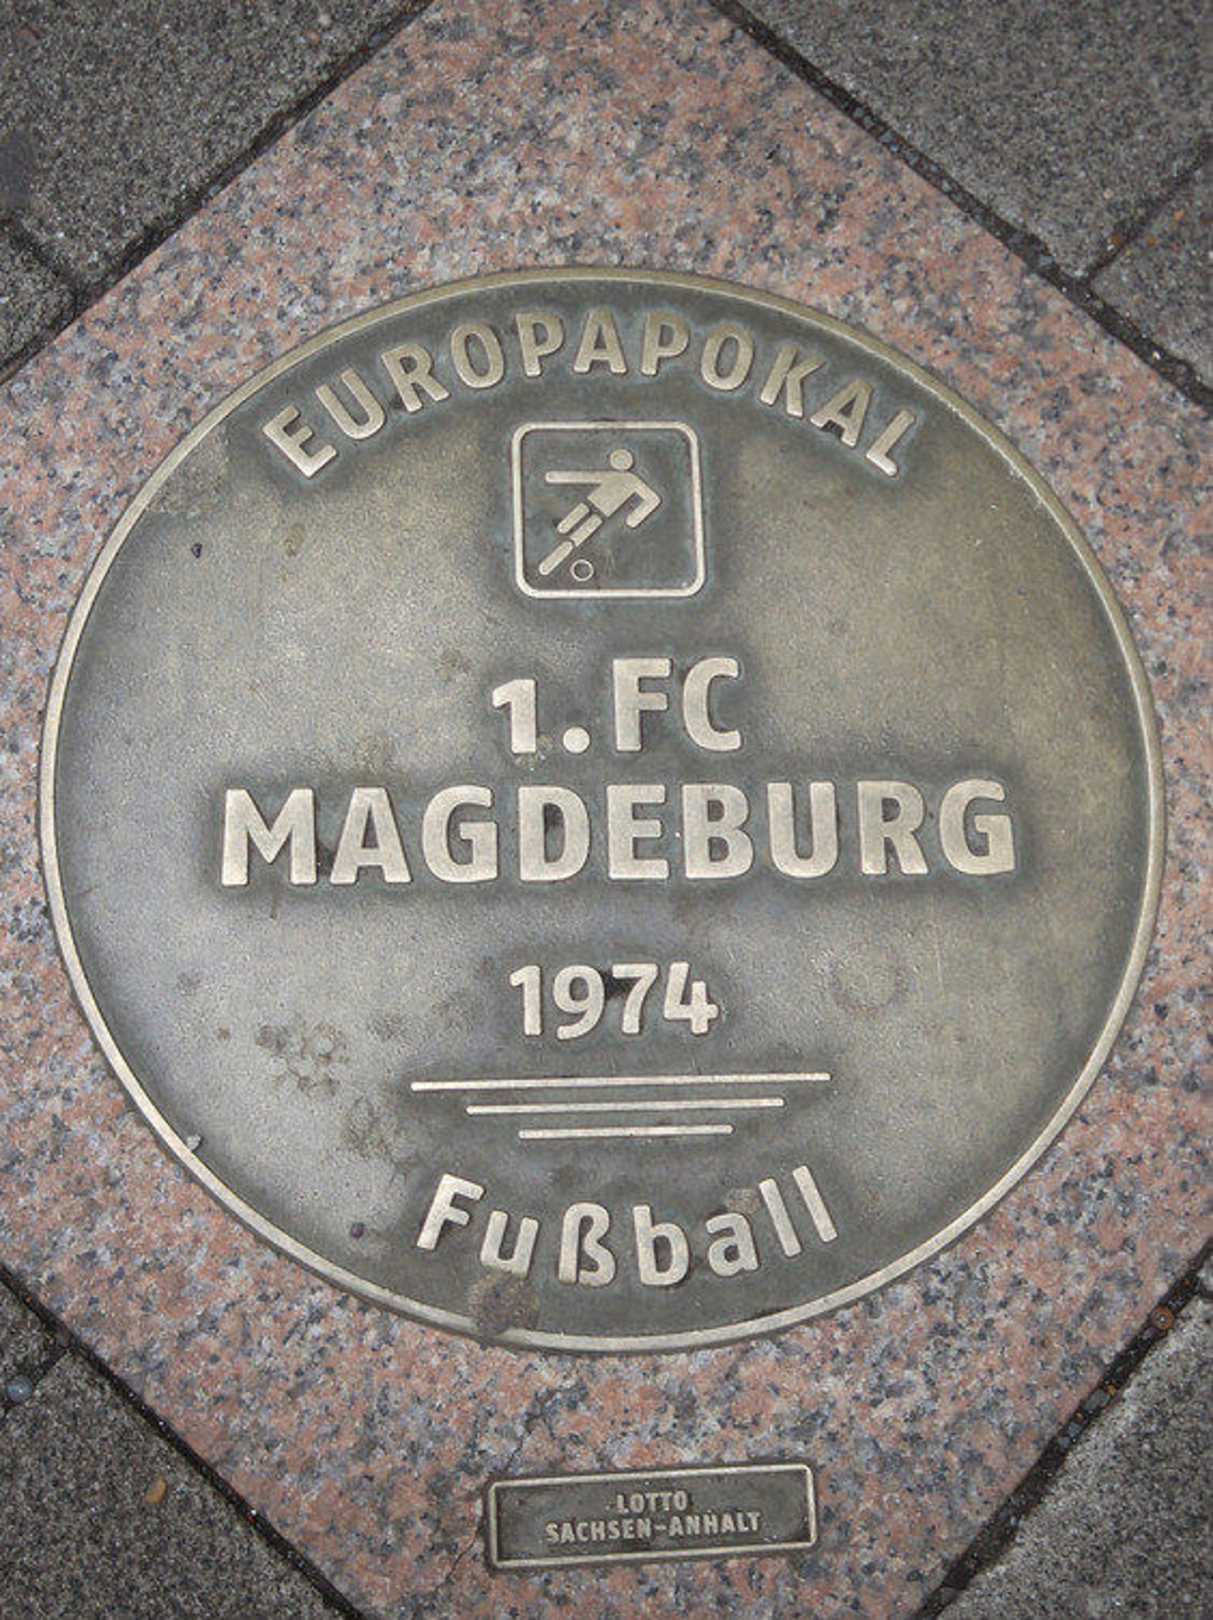 EUROPAPOKAL
1. FC
MAGDEBURG
1974
Fußball
LOTTO
SACHSEN-ANHALT